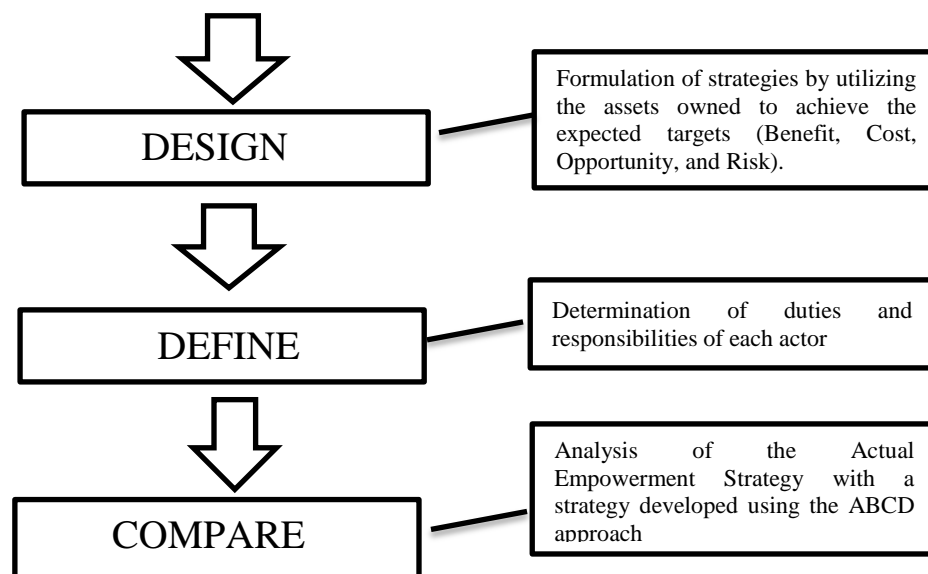 DESIGN
Formulation of strategies by utilizing
the assets owned to achieve the
expected targets (Benefit, Cost,
Opportunity, and Risk).
DEFINE
Determination of duties and
responsibilities of each actor
COMPARE
Analysis of the Actual
Empowerment Strategy with a
strategy developed using the ABCD
approach